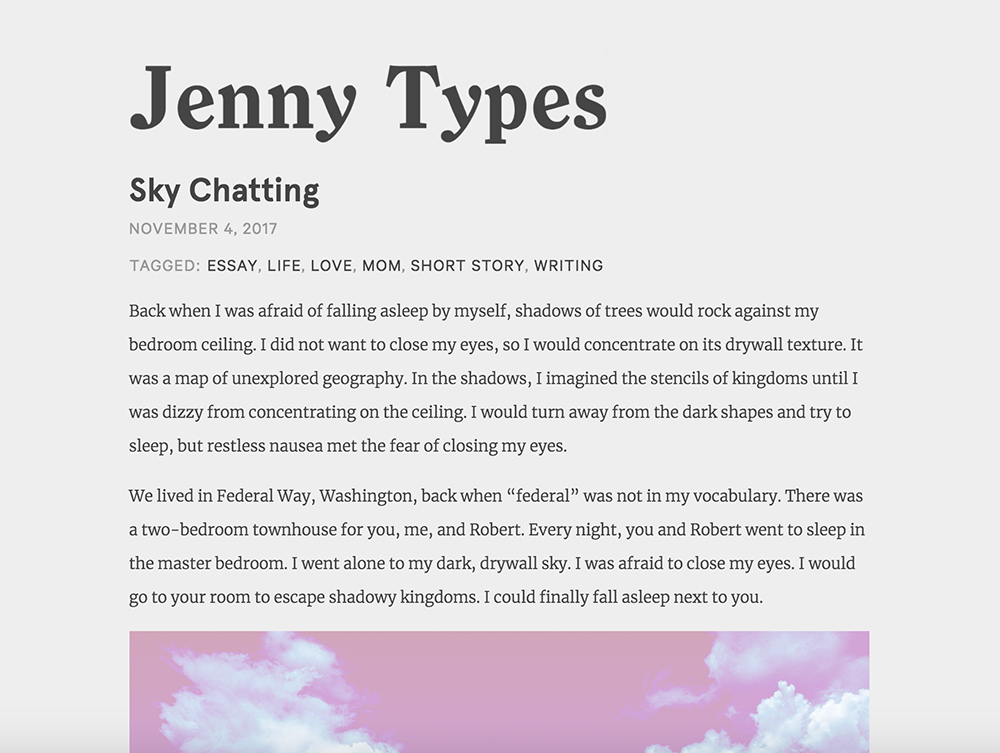 Jenny Types
Sky Chatting
NOVEMBER 4, 2017
TAGGED: ESSAY, LIFE, LOVE, MOM, SHORT STORY, WRITING
Back when I was afraid of falling asleep by myself, shadows of trees would rock against my
bedroom ceiling. I did not want to close my eyes, so I would concentrate on its drywall texture. It
was a map of unexplored geography. In the shadows, I imagined the stencils of kingdoms until I
was dizzy from concentrating on the ceiling. I would turn away from the dark shapes and try to
sleep, but restless nausea met the fear of closing my eyes.
We lived in Federal Way, Washington, back when “federal” was not in my vocabulary. There was
a two-bedroom townhouse for you, me, and Robert. Every night, you and Robert went to sleep in
the master bedroom. I went alone to my dark, drywall sky. I was afraid to close my eyes. I would
go to your room to escape shadowy kingdoms. I could finally fall asleep next to you.